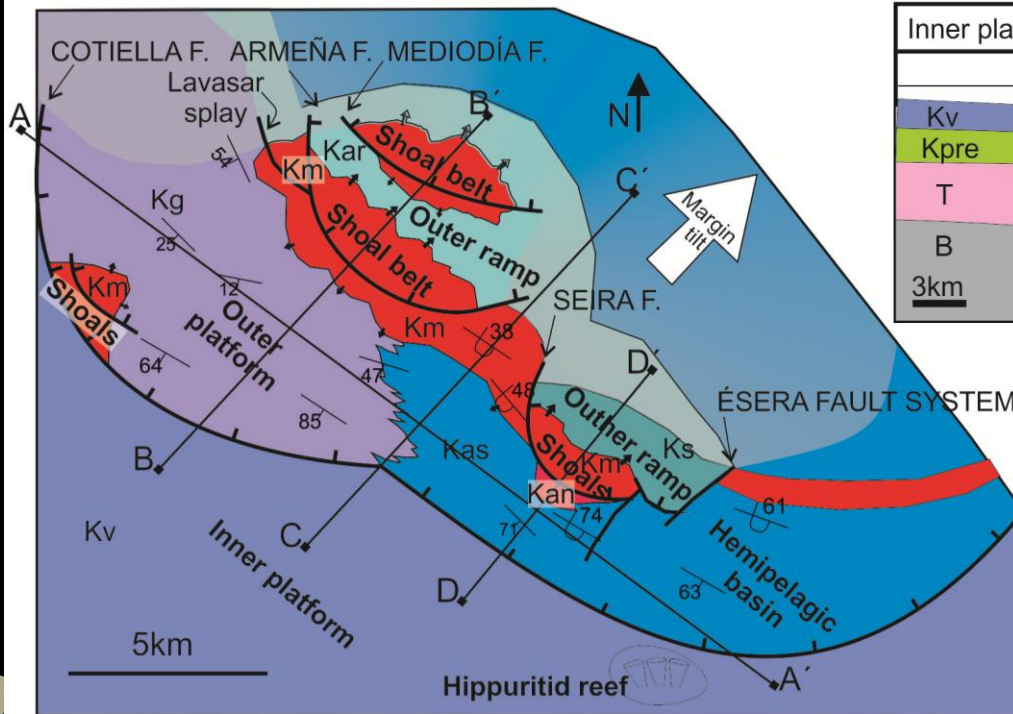 COTIELLA F. ARMEÑA F. MEDIODÍA F.
Lavasar
splay
A
B´
N
C´
54
Km
Kar
Shoal belt
Margin
tilt
Kg
25
Outer
ramp
Shoal belt
12
Km
Shoals
Outer
platform
Km
38
SEIRA F.
64
47
D´
85
48
ÉSERA FAULT SYSTEM
B
Kas
Outher ramp
Ks
Km
Shoals
Kan
61
Kv
C
71
74
Hemipelagic
basin
Inner platform
D
63
5km
Hippuritid reef
A´
Inner pla
Kv
Kpre
T
B
3km